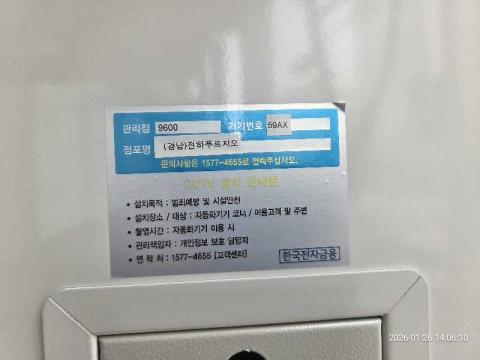 관리점 9600 기기번호 59AX
점포명 (경남)천하푸르지오
문의사항은 1577-4655로 연락주십시오.
CCTV 설치 안내문
• 설치목적 : 범죄예방 및 시설안전
• 설치장소 / 대상 : 자동화기기 코너 / 이용고객 및 주변
• 촬영시간 : 자동화기기 이용 시
• 관리책임자 : 개인정보 보호 담당자
• 연 락 처 : 1577-4655 [고객센터]
한국전자금융
2026-01-26 14:06:10